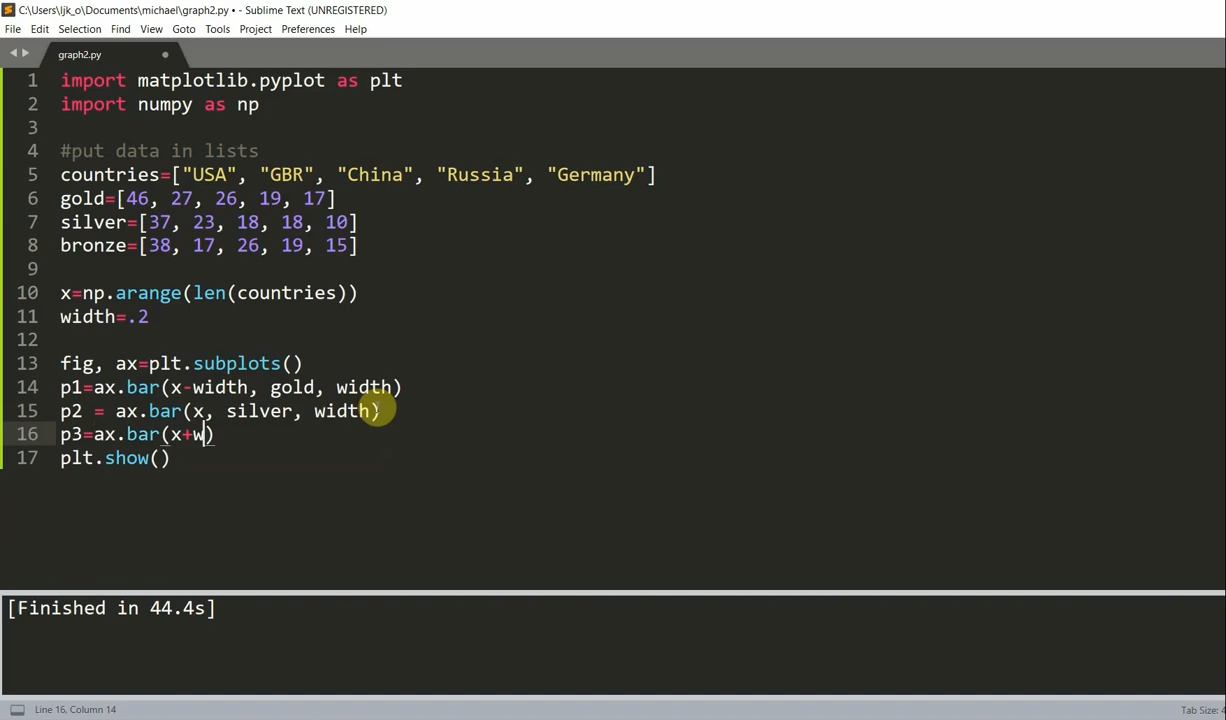 C:\Users\ljk_o\Documents\michael\graph2.py • - Sublime Text (UNREGISTERED)
File Edit Selection Find View Goto Tools Project Preferences Help
graph2.py
1 import matplotlib.pyplot as plt
2 import numpy as np
3
4 #put data in lists
5 countries=["USA", "GBR", "China", "Russia", "Germany"]
6 gold=[46, 27, 26, 19, 17]
7 silver=[37, 23, 18, 18, 10]
8 bronze=[38, 17, 26, 19, 15]
9
10 x=np.arange(len(countries))
11 width=.2
12
13 fig, ax=plt.subplots()
14 p1=ax.bar(x-width, gold, width)
15 p2 = ax.bar(x, silver, width)
16 p3=ax.bar(x+w)
17 plt.show()
[Finished in 44.4s]
Line 16, Column 14
Tab Size: 4